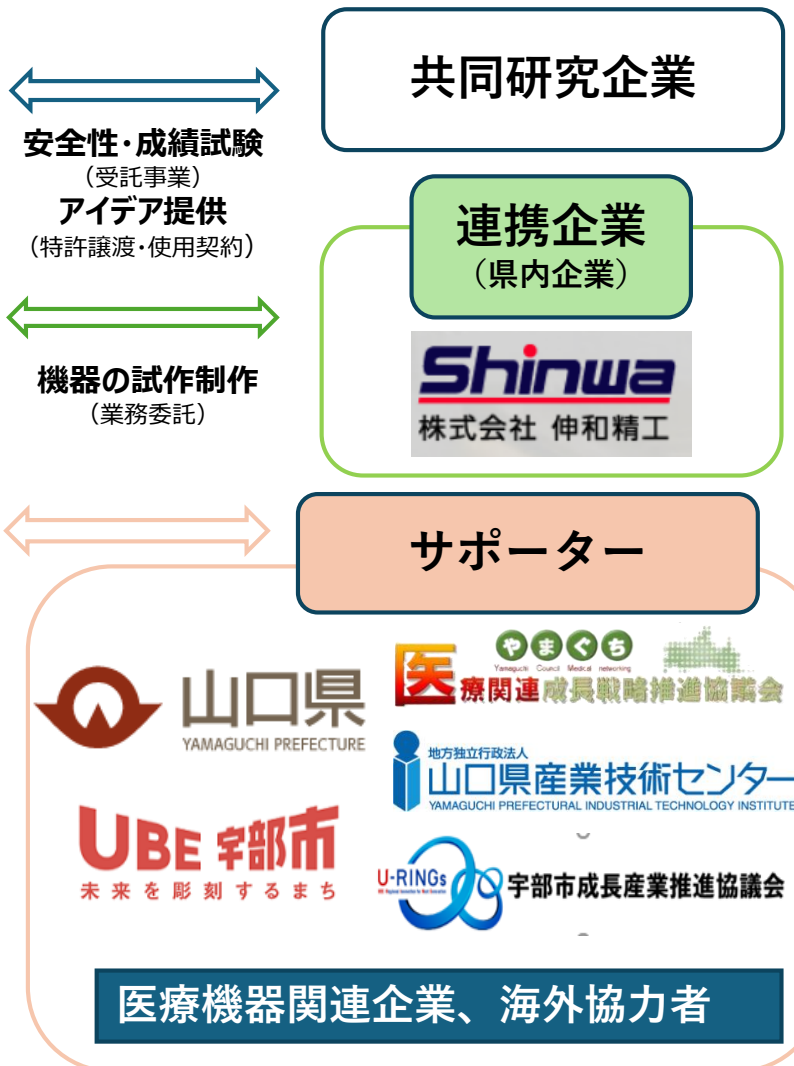 共同研究企業
安全性・成績試験
（受託事業）
アイデア提供
（特許譲渡・使用契約）
連携企業
（県内企業）
機器の試作制作
（業務委託）
Shinwa
株式会社 伸和精工
サポーター
山口県
YAMAGUCHI PREFECTURE
やまぐち
Yamaguchi Council Medical networking
医療関連成長戦略推進協議会
地方独立行政法人
山口県産業技術センター
YAMAGUCHI PREFECTURAL INDUSTRIAL TECHNOLOGY INSTITUTE
UBE 宇部市
未来を彫刻するまち
U-RINGs
宇部市成長産業推進協議会
医療機器関連企業、海外協力者